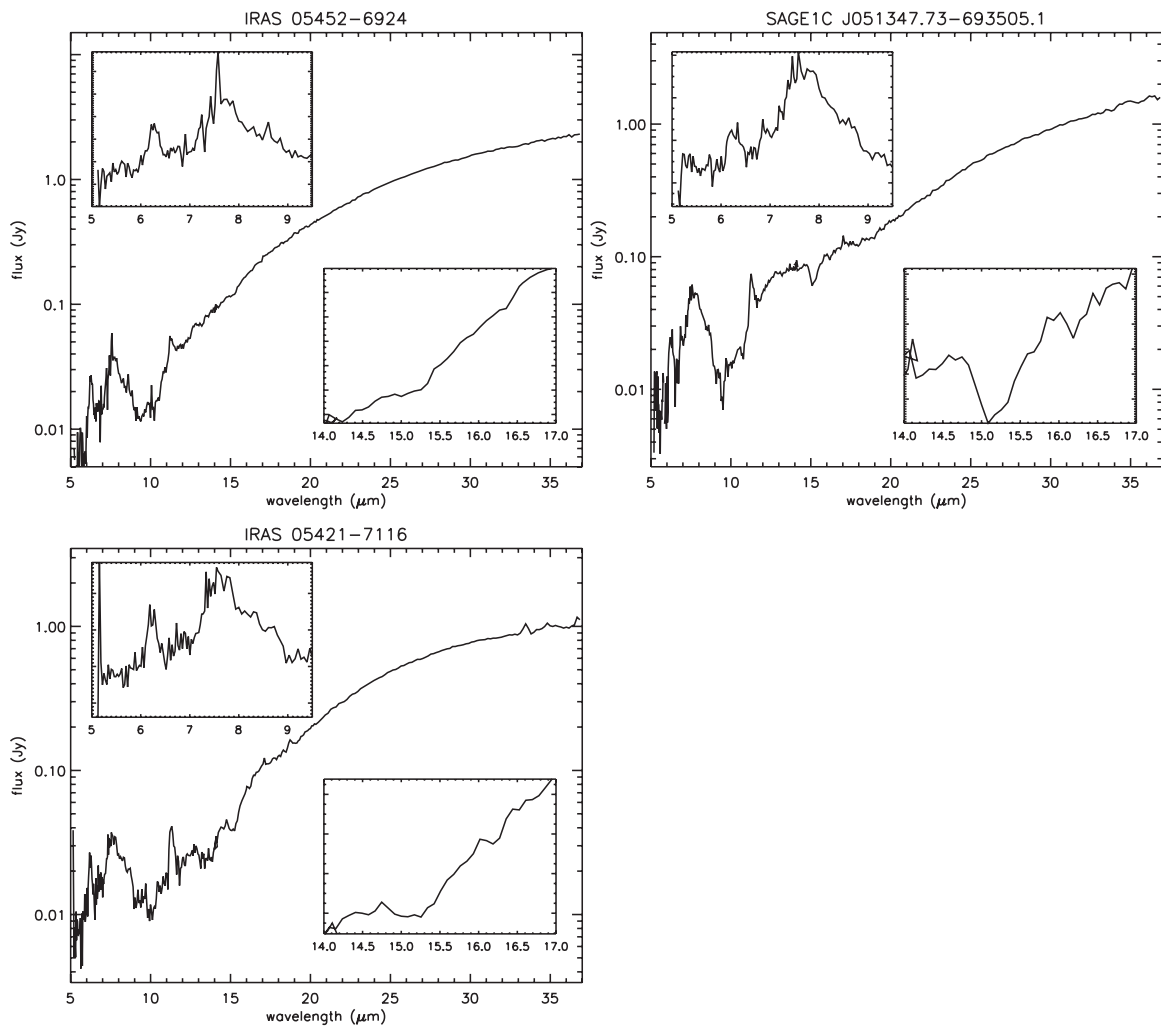 IRAS 05452−6924
flux (Jy)
1.0
0.1
0.01
5 6 7 8 9
14.0 14.5 15.0 15.5 16.0 16.5 17.0
5 10 15 20 25 30 35
wavelength (μm)
SAGE1C J051347.73−693505.1
flux (Jy)
1.00
0.10
0.01
5 6 7 8 9
14.0 14.5 15.0 15.5 16.0 16.5 17.0
5 10 15 20 25 30 35
wavelength (μm)
IRAS 05421−7116
flux (Jy)
1.00
0.10
0.01
5 6 7 8 9
14.0 14.5 15.0 15.5 16.0 16.5 17.0
5 10 15 20 25 30 35
wavelength (μm)